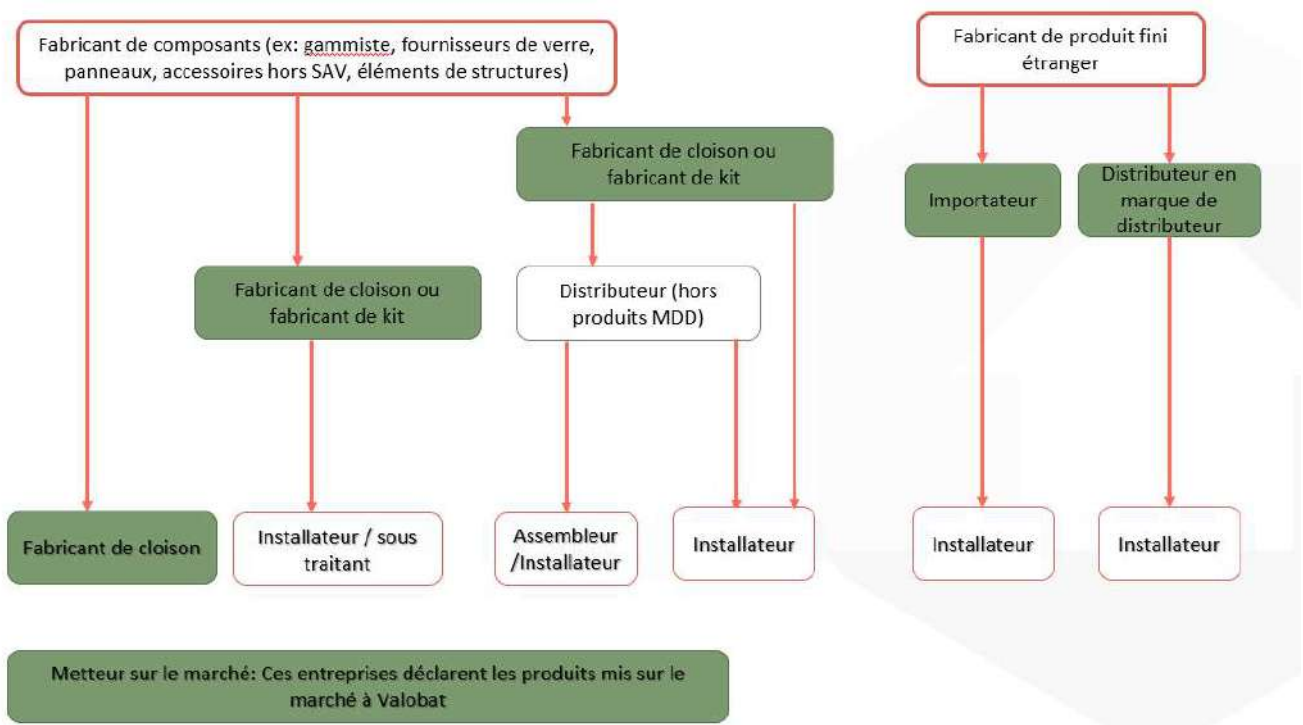 Fabricant de composants (ex: gammiste, fournisseurs de verre,
panneaux, accessoires hors SAV, éléments de structures)
Fabricant de produit fini
étranger
Fabricant de cloison ou
fabricant de kit
Importateur
Distributeur en
marque de
distributeur
Fabricant de cloison ou
fabricant de kit
Distributeur (hors
produits MDD)
Fabricant de cloison
Installateur / sous
traitant
Assembleur
/Installateur
Installateur
Installateur
Installateur
Metteur sur le marché: Ces entreprises déclarent les produits mis sur le
marché à Valobat